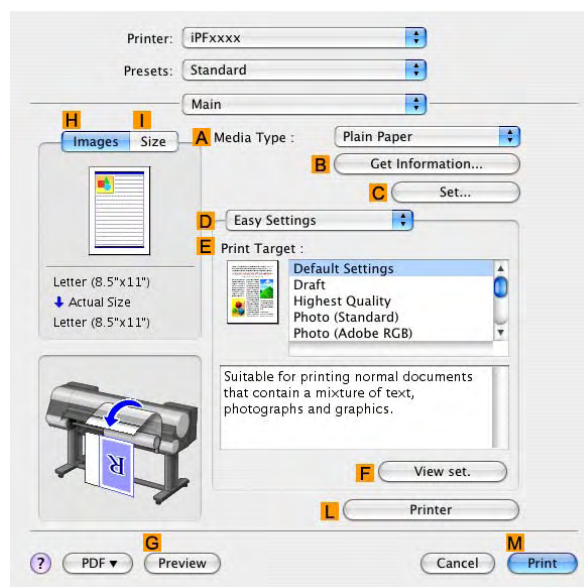 Printer: iPFxxxx
Presets: Standard
Main
H I
Images Size
A Media Type : Plain Paper
B Get Information...
C Set...
D Easy Settings
E Print Target :
Default Settings
Draft
Highest Quality
Photo (Standard)
Photo (Adobe RGB)
Letter (8.5"x11")
Actual Size
Letter (8.5"x11")
Suitable for printing normal documents
that contain a mixture of text,
photographs and graphics.
R
F View set.
L Printer
G M
? PDF▼ Preview Cancel Print